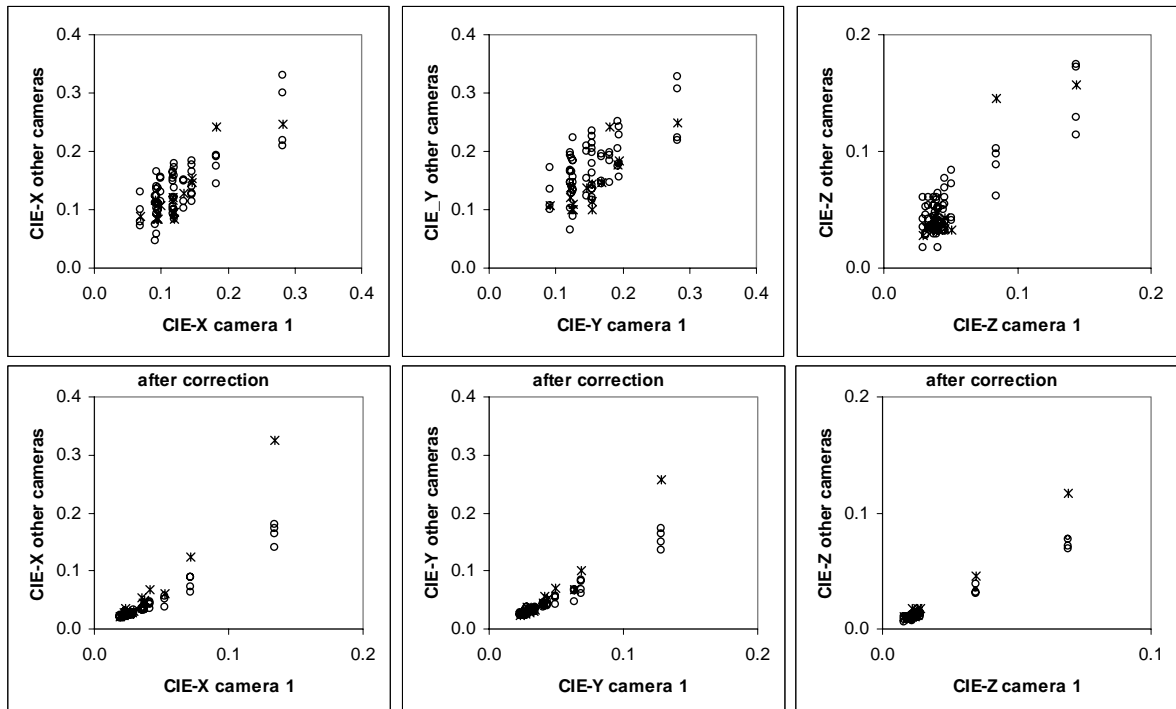 0.4
0.3
0.2
0.1
0.0
0.0 0.1 0.2 0.3 0.4
CIE-X other cameras
CIE-X camera 1
0.4
0.3
0.2
0.1
0.0
0.0 0.1 0.2 0.3 0.4
CIE_Y other cameras
CIE-Y camera 1
0.2
0.1
0.0
0.0 0.1 0.2
CIE-Z other cameras
CIE-Z camera 1
after correction
0.4
0.3
0.2
0.1
0.0
0.0 0.1 0.2
CIE-X other cameras
CIE-X camera 1
after correction
0.4
0.3
0.2
0.1
0.0
0.0 0.1 0.2
CIE-Y other cameras
CIE-Y camera 1
after correction
0.2
0.1
0.0
0.0 0.1
CIE-Z other cameras
CIE-Z camera 1